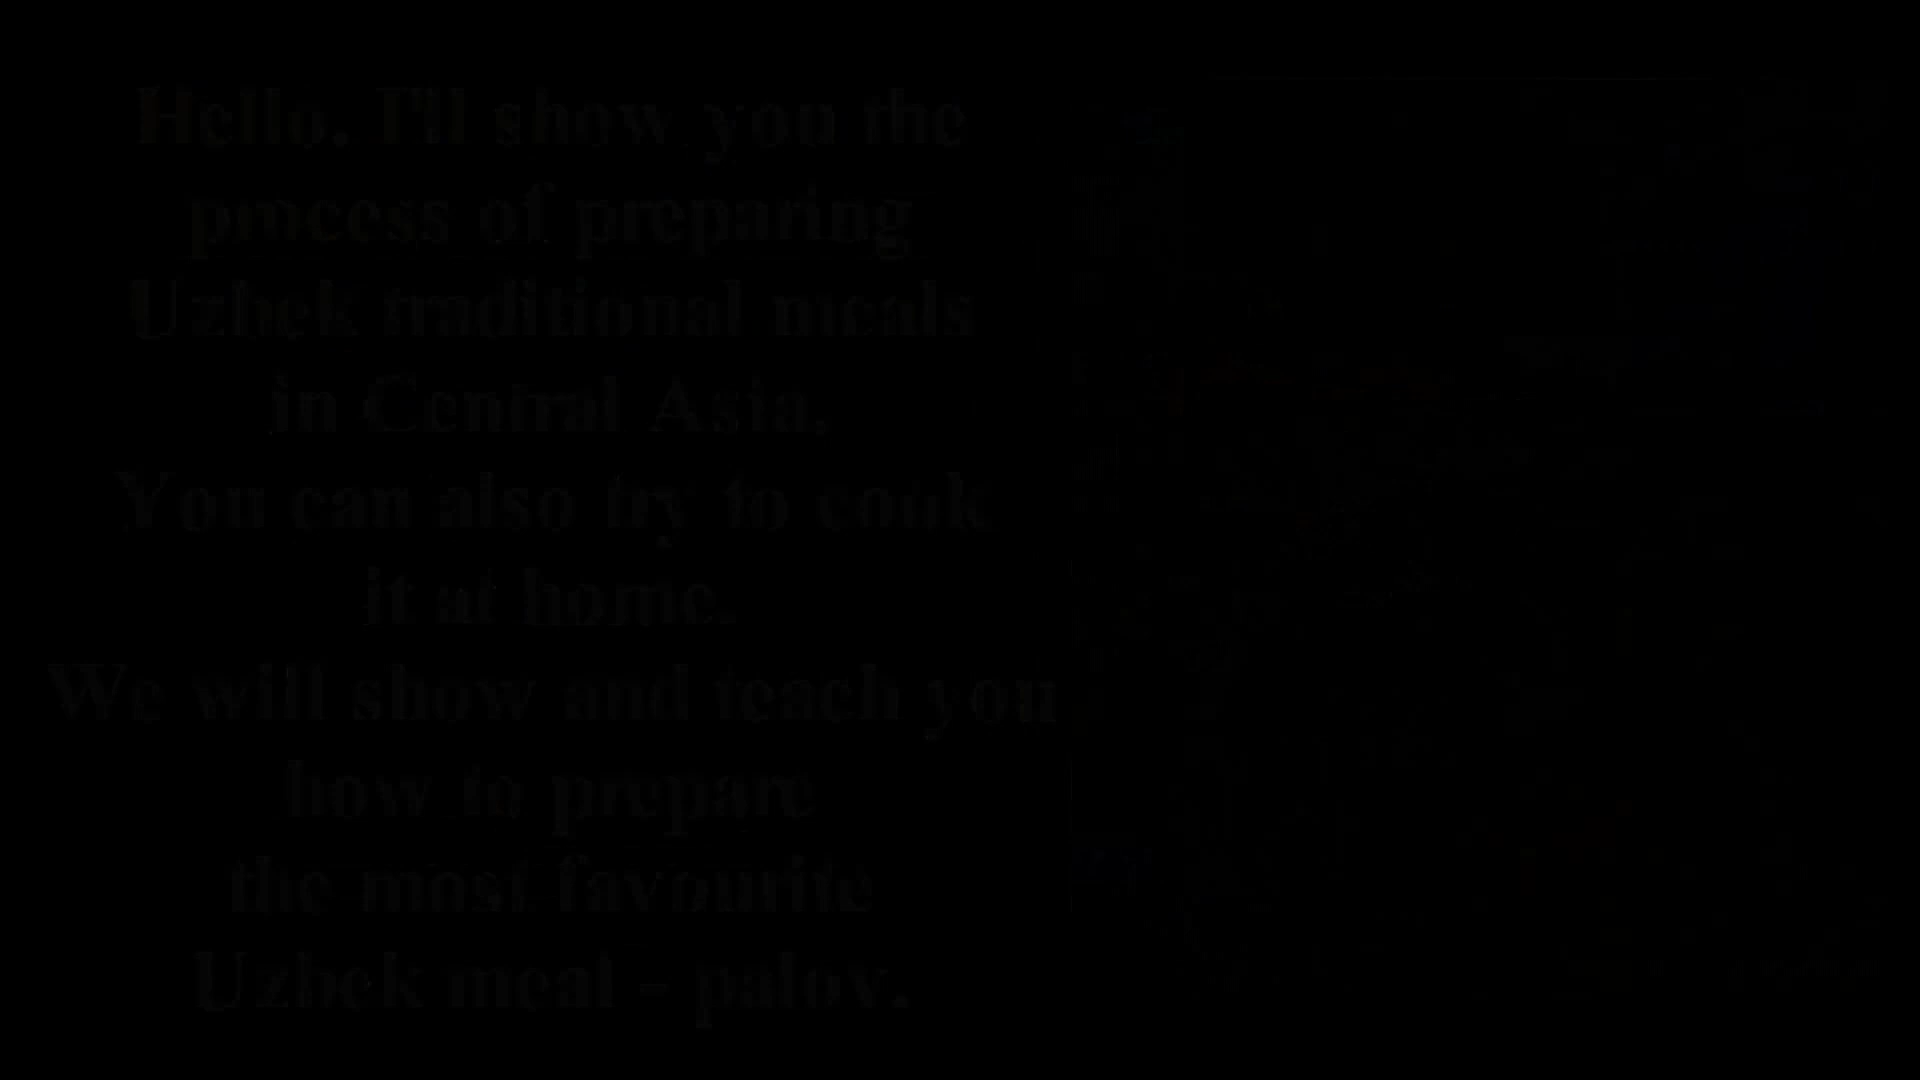 Hello. I'll show you the
process of preparing
Uzbek traditional meals
in Central Asia.
You can also try to cook
it at home.
We will show and teach you
how to prepare
the most favourite
Uzbek meal - palov.